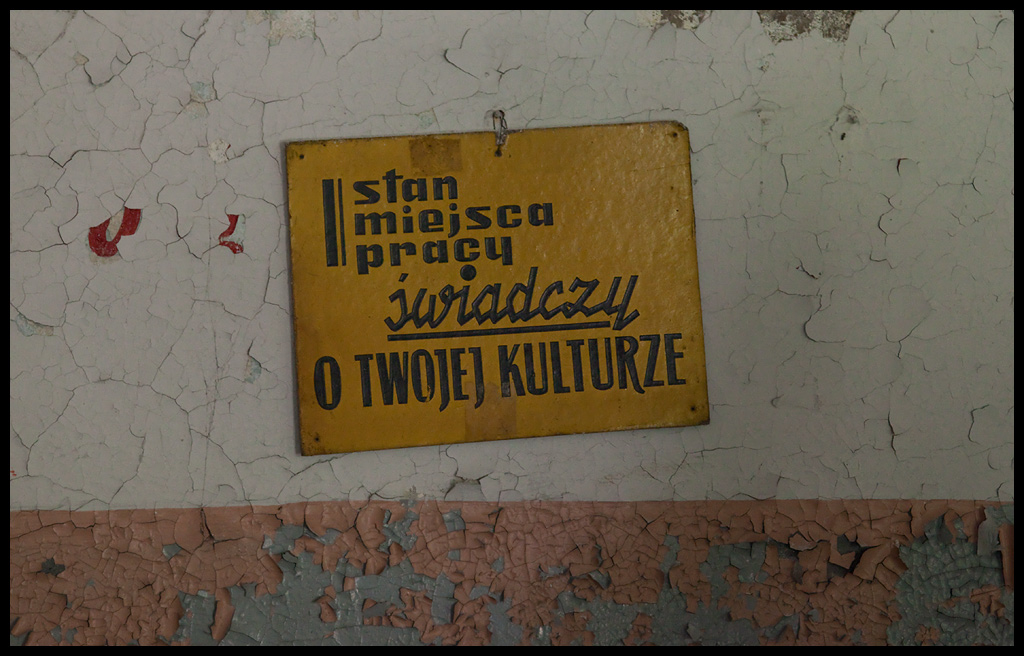 stan
miejsca
pracy
świadczy
O TWOJEJ KULTURZE